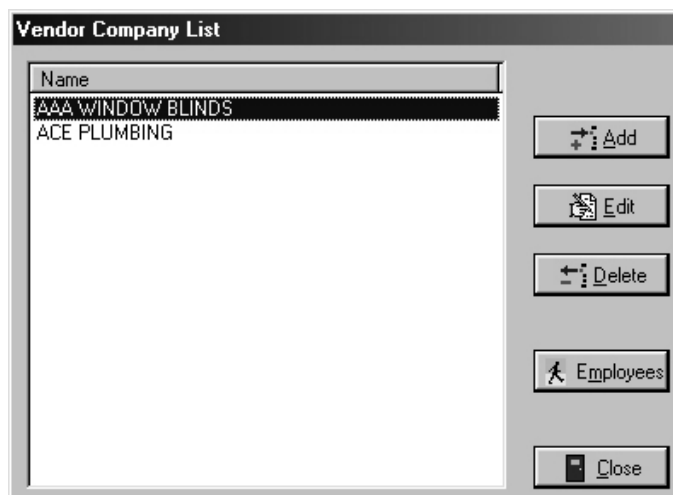 Vendor Company List
Name
AAA WINDOW BLINDS
ACE PLUMBING
Add
Edit
Delete
Employees
Close